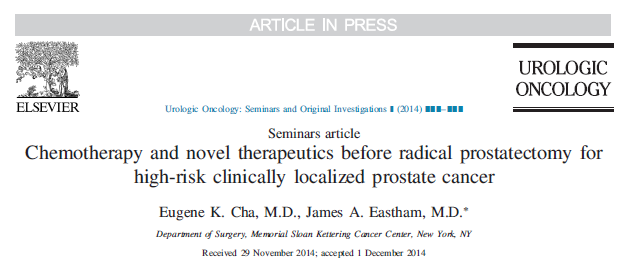 ARTICLE IN PRESS
ELSEVIER
UROLOGIC
ONCOLOGY
Urologic Oncology: Seminars and Original Investigations ▮ (2014) ▮▮▮–▮▮▮
Seminars article
Chemotherapy and novel therapeutics before radical prostatectomy for
high-risk clinically localized prostate cancer
Eugene K. Cha, M.D., James A. Eastham, M.D.*
Department of Surgery, Memorial Sloan Kettering Cancer Center, New York, NY
Received 29 November 2014; accepted 1 December 2014